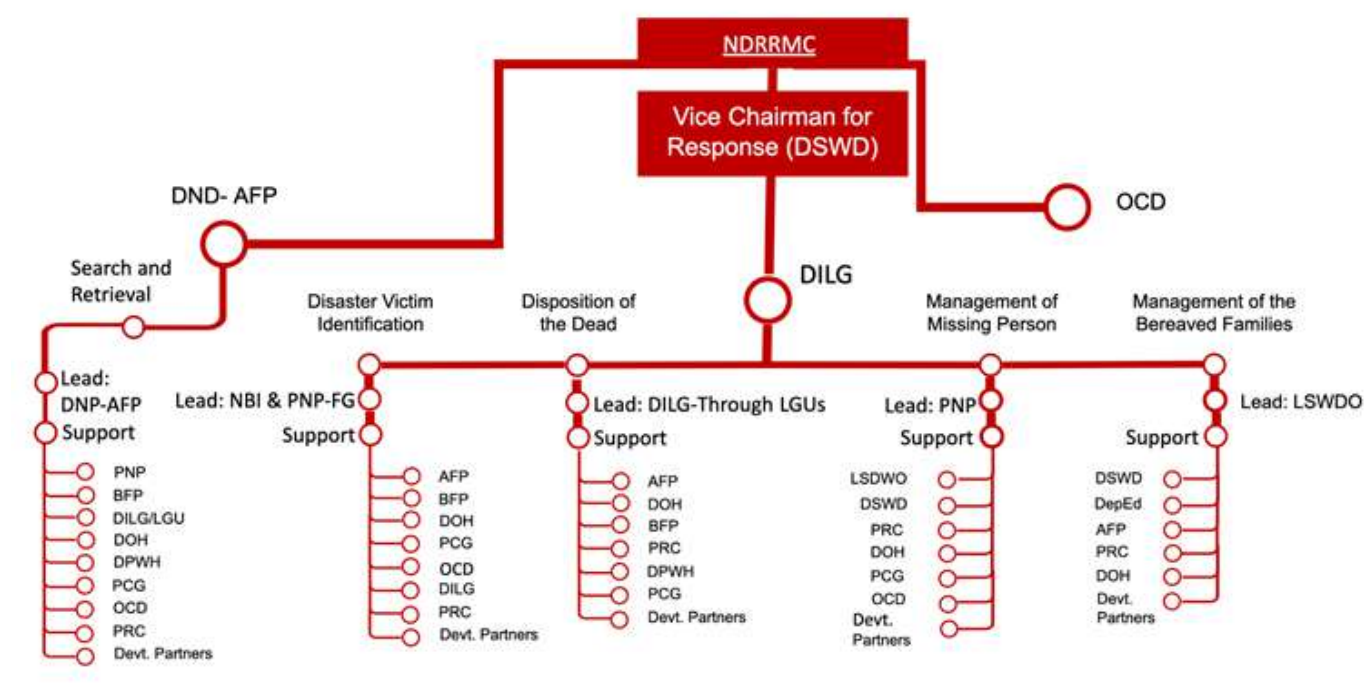 NDRRMC
Vice Chairman for
Response (DSWD)
DND- AFP
OCD
DILG
Search and
Retrieval
Lead:
DNP-AFP
Support
PNP
BFP
DILG/LGU
DOH
DPWH
PCG
OCD
PRC
Devt. Partners
Disaster Victim
Identification
Lead: NBI & PNP-FG
Support
AFP
BFP
DOH
PCG
OCD
DILG
PRC
Devt. Partners
Disposition of
the Dead
Lead: DILG-Through LGUs
Support
AFP
DOH
BFP
PRC
DPWH
PCG
Devt. Partners
Management of
Missing Person
Lead: PNP
Support
LSDWO
DSWD
PRC
DOH
PCG
OCD
Devt.
Partners
Management of the
Bereaved Families
Lead: LSWDO
Support
DSWD
DepEd
AFP
PRC
DOH
Devt.
Partners